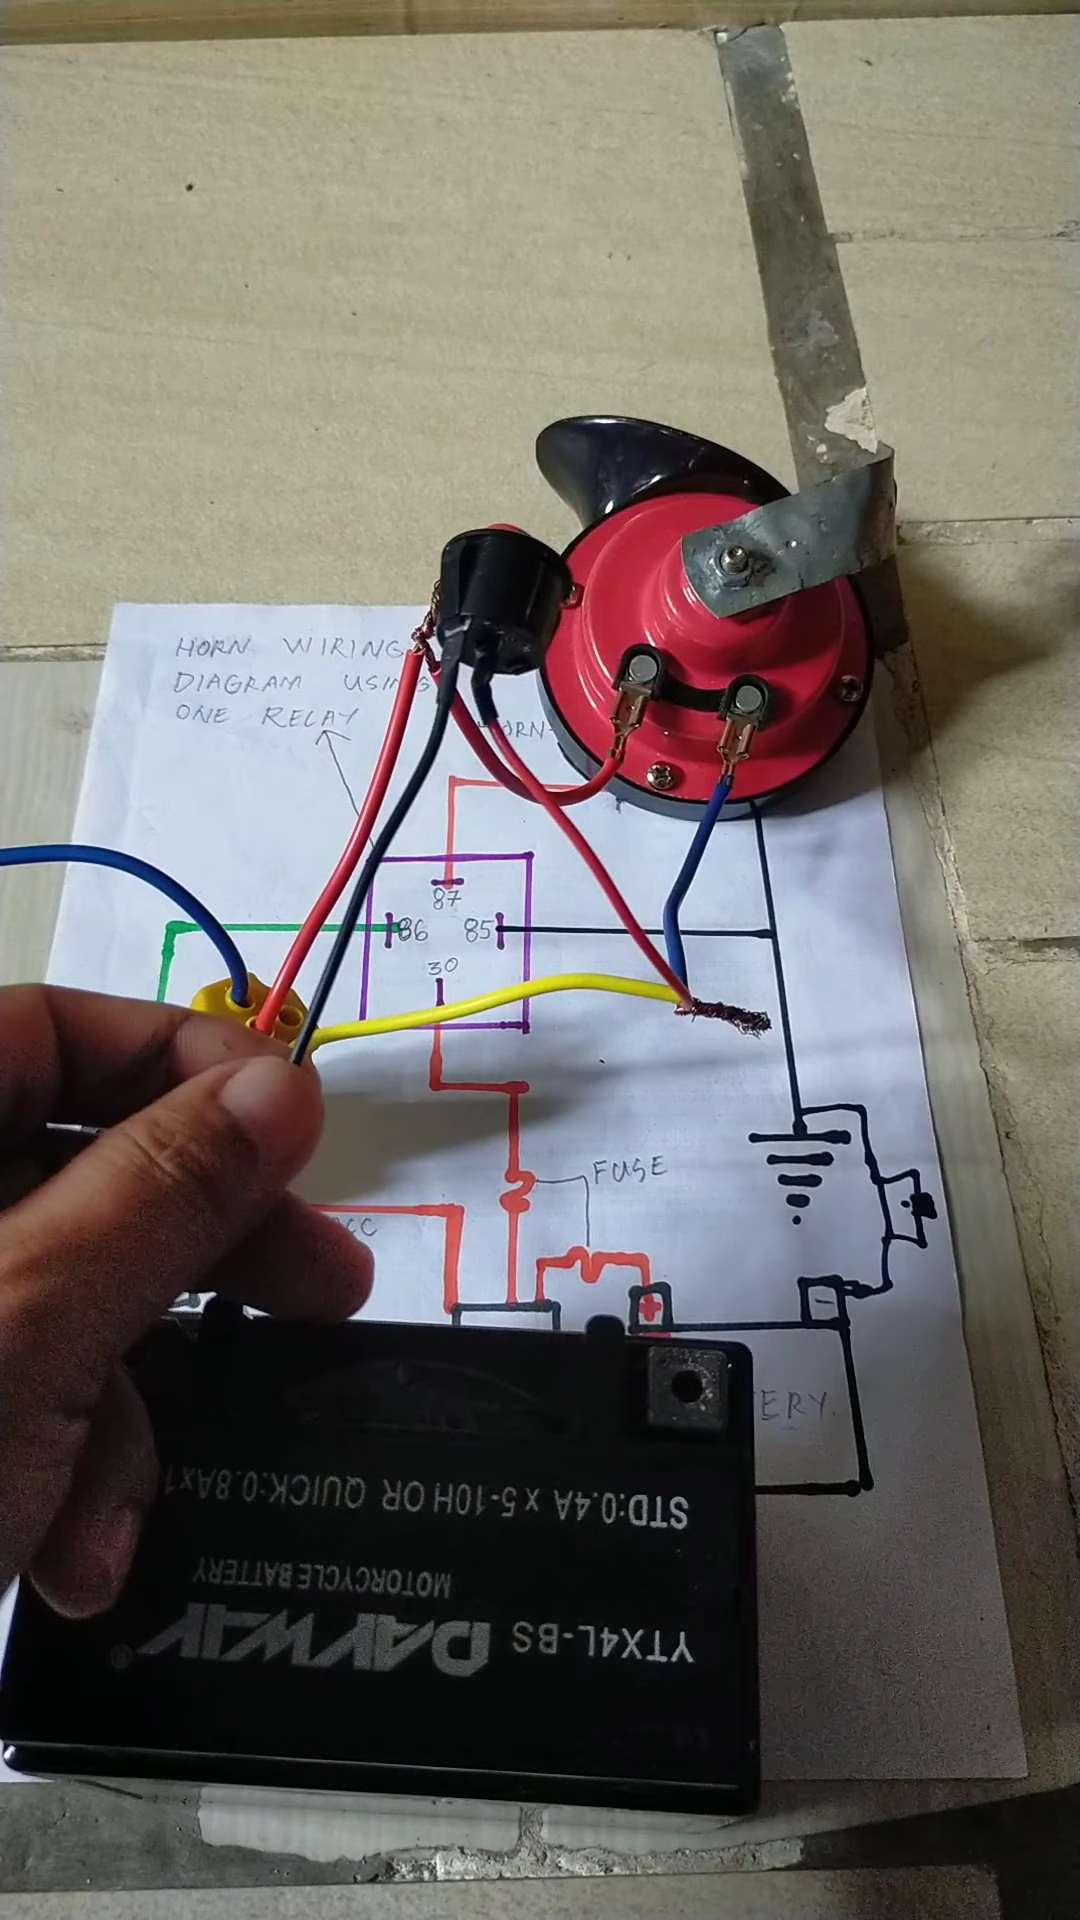 HORN WIRING
DIAGRAM USING
ONE RELAY
HORN
87
86
85
30
FUSE
+
-
STD:0.4A x 5-10H OR QUICK:0.8Ax1
MOTORCYCLE BATTERY
YTX4L-BS DAYWAY®